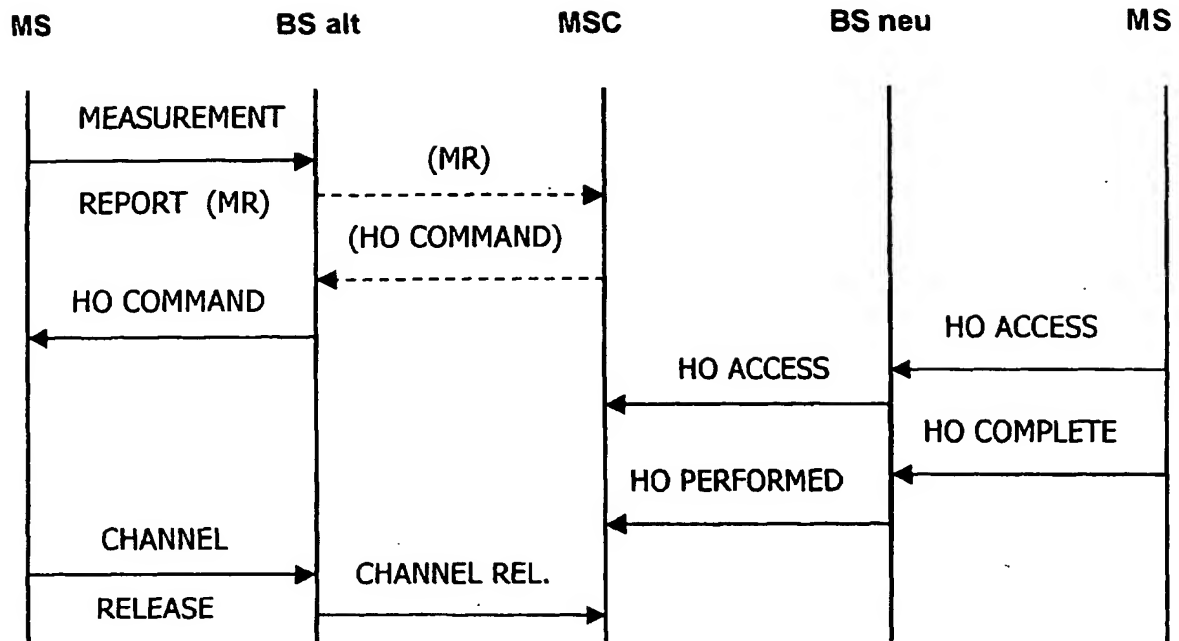 MS BS alt MSC BS neu MS
MEASUREMENT
(MR)
REPORT (MR)
(HO COMMAND)
HO COMMAND
HO ACCESS
HO ACCESS
HO COMPLETE
HO PERFORMED
CHANNEL
CHANNEL REL.
RELEASE